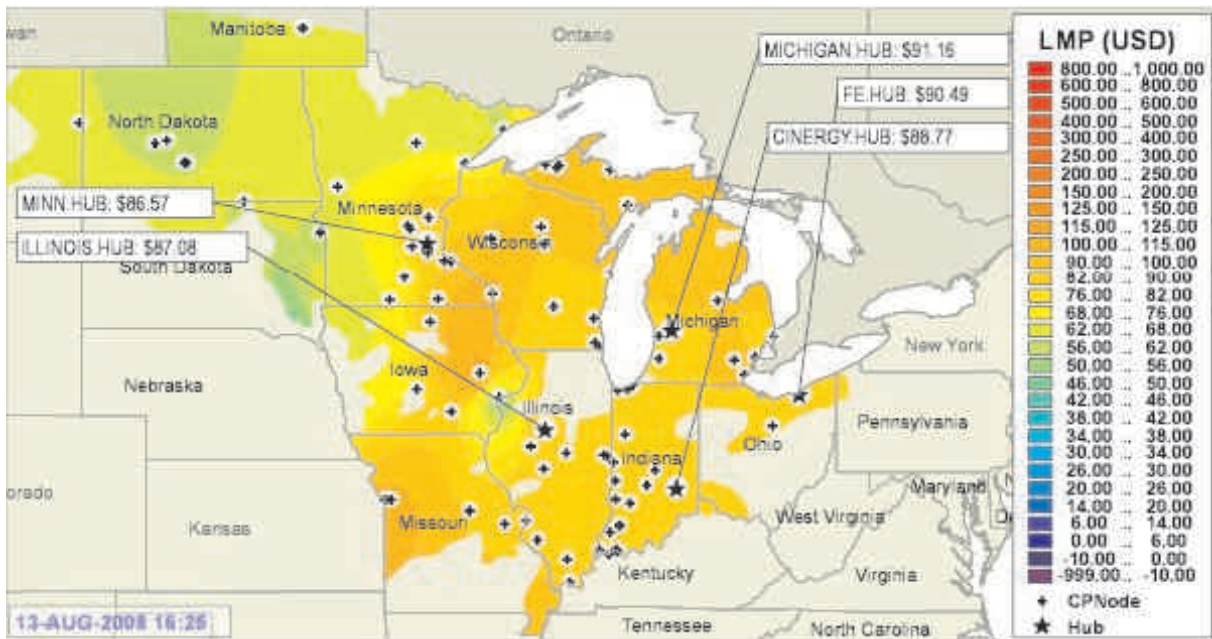 Manitoba
Ontario
MICHIGAN.HUB: $91.16
FE.HUB: $90.49
CINERGY.HUB: $88.77
North Dakota
MINN.HUB: $86.57
Minnesota
ILLINOIS.HUB: $87.08
Wisconsin
South Dakota
Michigan
New York
Nebraska
Iowa
Illinois
Pennsylvania
Ohio
Indiana
Maryland
orado
Kansas
Missouri
West Virginia
Kentucky
Virginia
13-AUG-2008 16:25
Tennessee
North Carolina
LMP (USD)
800.00 .. 1,000.00
600.00 .. 800.00
500.00 .. 600.00
400.00 .. 500.00
300.00 .. 400.00
250.00 .. 300.00
200.00 .. 250.00
150.00 .. 200.00
125.00 .. 150.00
115.00 .. 125.00
100.00 .. 115.00
90.00 .. 100.00
82.00 .. 90.00
76.00 .. 82.00
68.00 .. 76.00
62.00 .. 68.00
56.00 .. 62.00
50.00 .. 56.00
46.00 .. 50.00
42.00 .. 46.00
38.00 .. 42.00
34.00 .. 38.00
30.00 .. 34.00
26.00 .. 30.00
20.00 .. 26.00
14.00 .. 20.00
6.00 .. 14.00
0.00 .. 6.00
-10.00 .. 0.00
-999.00 .. -10.00
CPNode
Hub